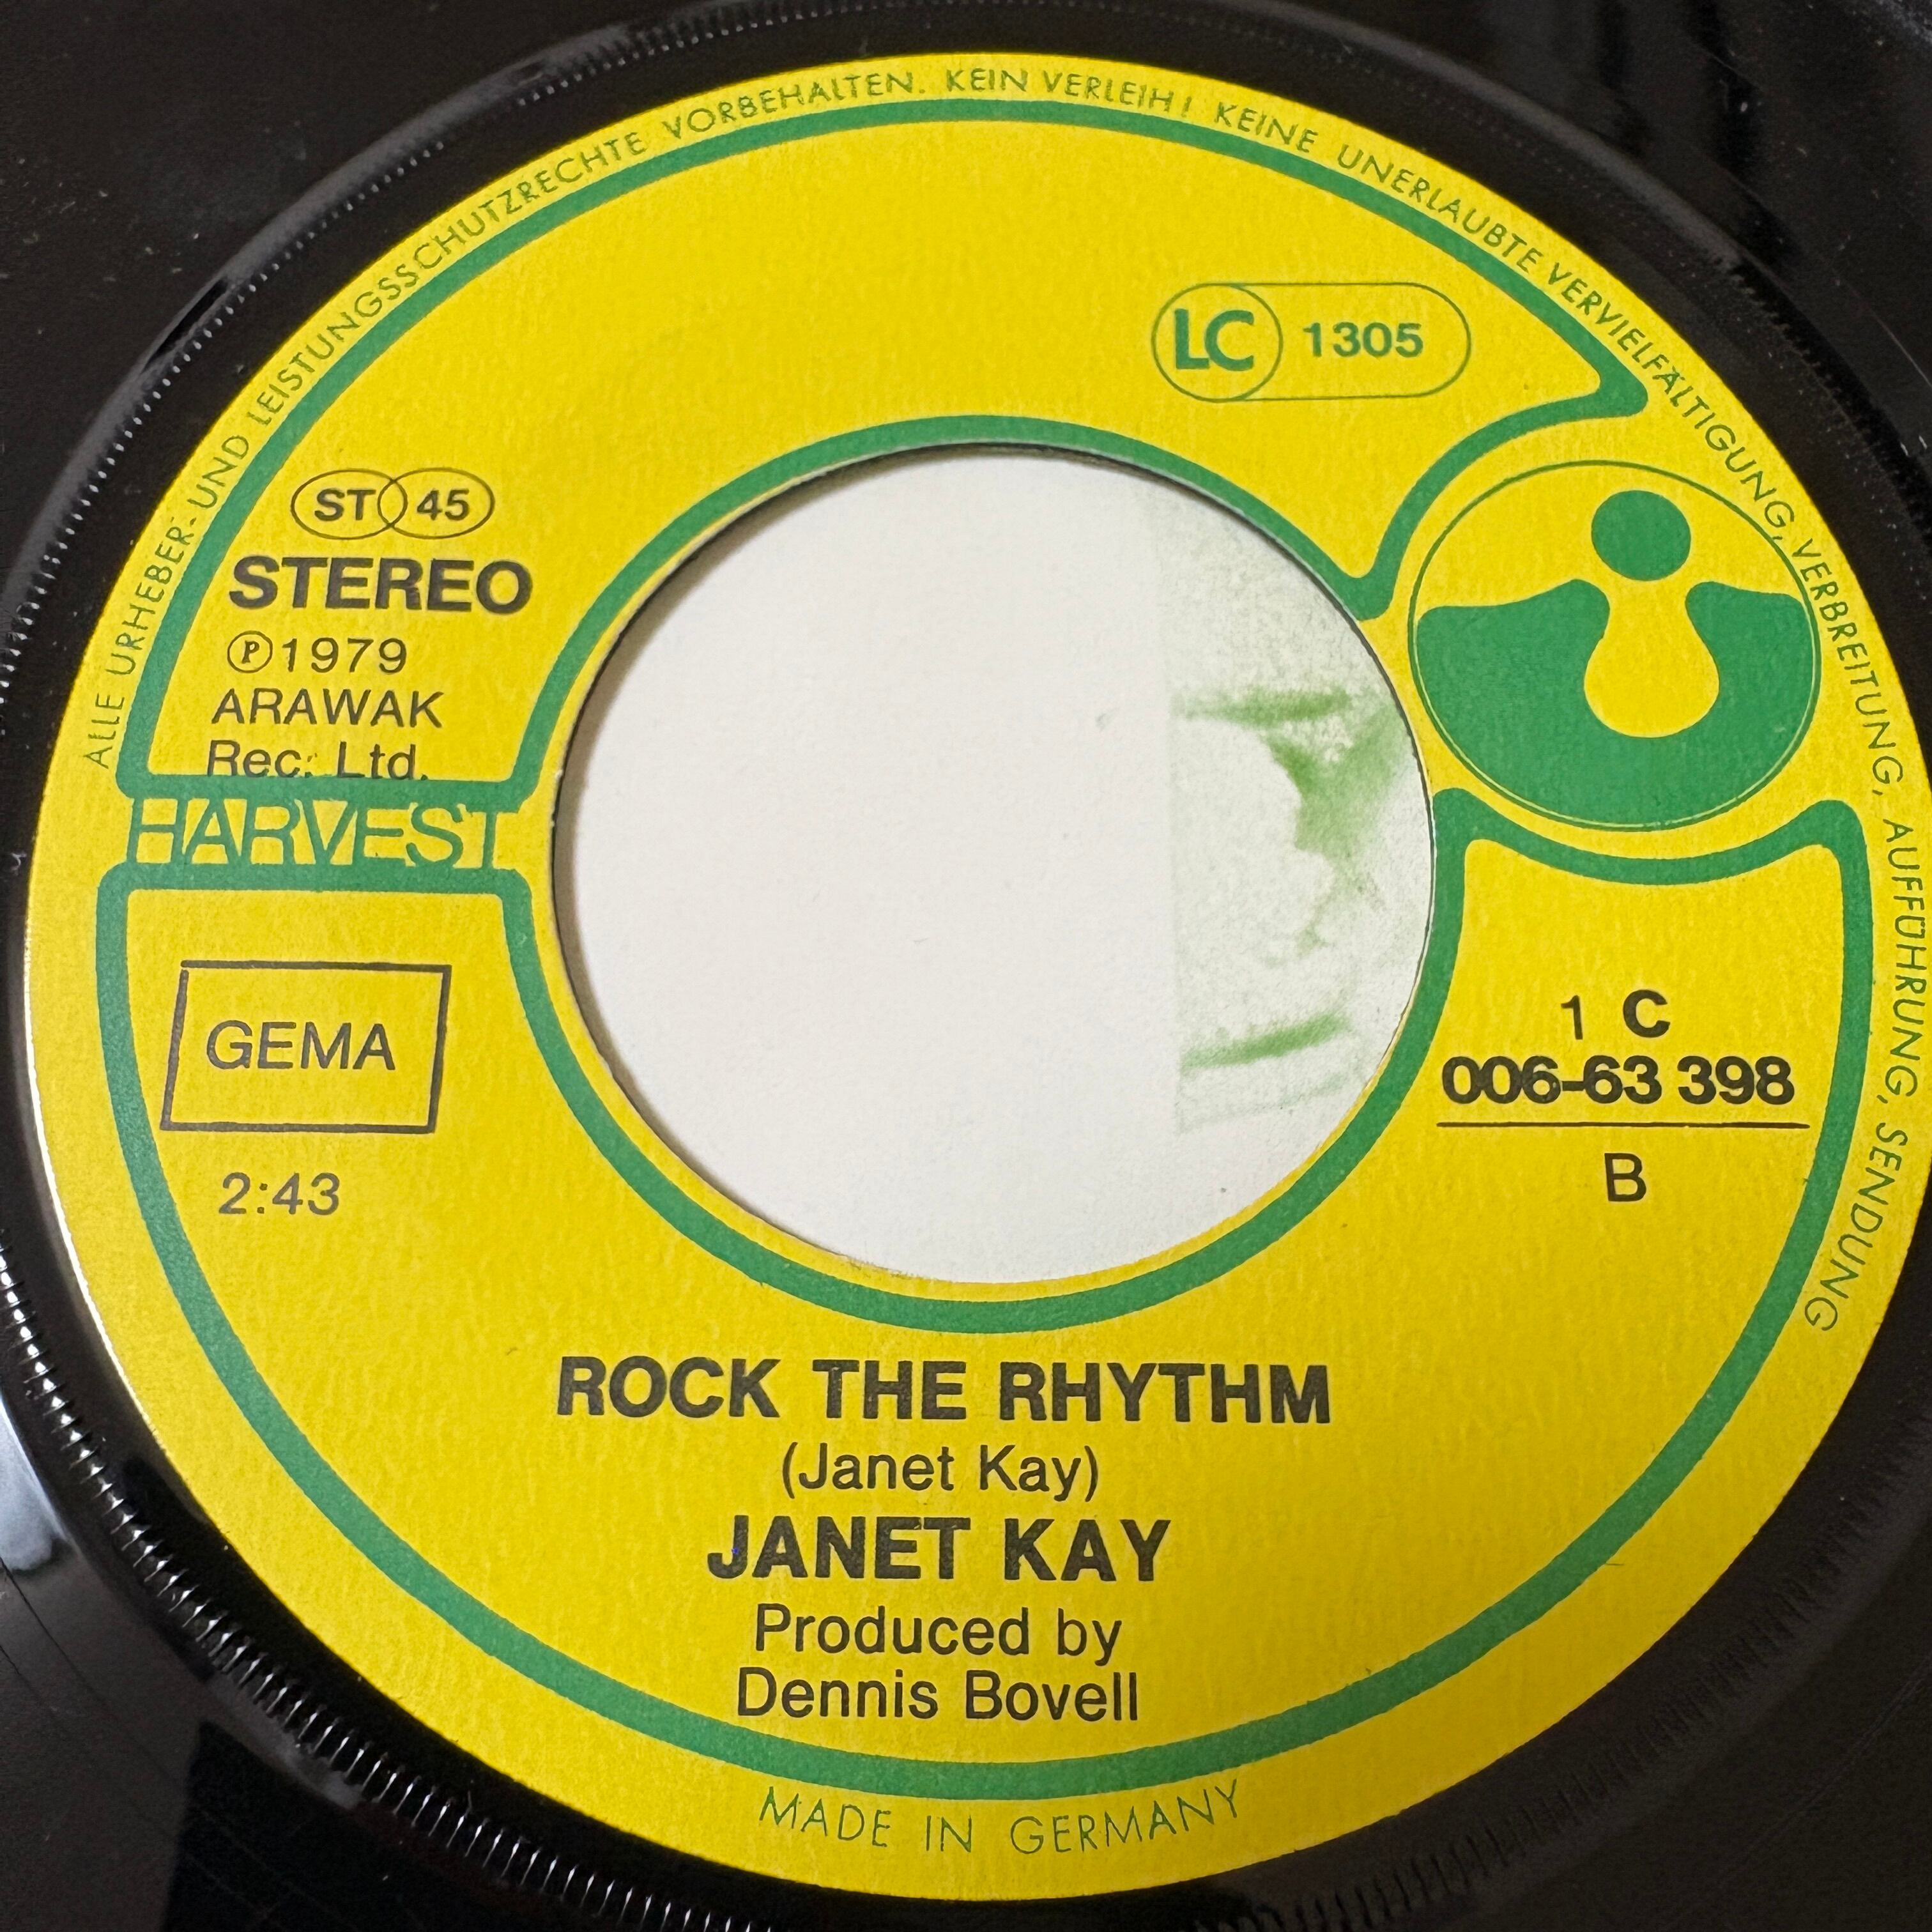 ALLE URHEBER- UND LEISTUNGSSCHUTZRECHTE VORBEHALTEN. KEIN VERLEIH! KEINE UNERLAUBTE VERVIELFÄLTIGUNG, VERBREITUNG, AUFFÜHRUNG, SENDUNG
LC 1305
ST 45
STEREO
Ⓟ1979
ARAWAK
Rec. Ltd.
HARVEST
GEMA
2:43
1 C
006-63 398
B
ROCK THE RHYTHM
(Janet Kay)
JANET KAY
Produced by
Dennis Bovell
MADE IN GERMANY